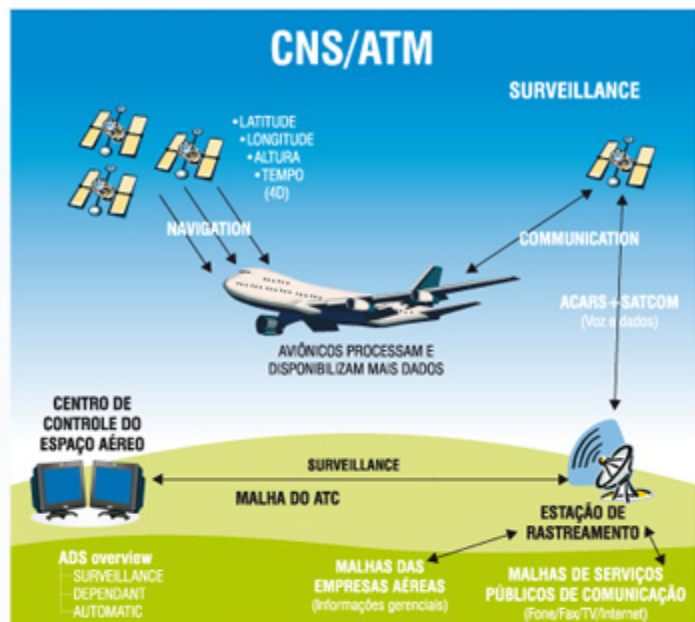 CNS/ATM
SURVEILLANCE
•LATITUDE
•LONGITUDE
•ALTURA
•TEMPO
(4D)
NAVIGATION
COMMUNICATION
ACARS+SATCOM
(Voz e dados)
AVIÔNICOS PROCESSAM E
DISPONIBILIZAM MAIS DADOS
CENTRO DE
CONTROLE DO
ESPAÇO AÉREO
SURVEILLANCE
MALHA DO ATC
ESTAÇÃO DE
RASTREAMENTO
ADS overview
SURVEILLANCE
DEPENDANT
AUTOMATIC
MALHAS DAS
EMPRESAS AÉREAS
(Informações gerenciais)
MALHAS DE SERVIÇOS
PÚBLICOS DE COMUNICAÇÃO
(Fone/Fax/TV/Internet)